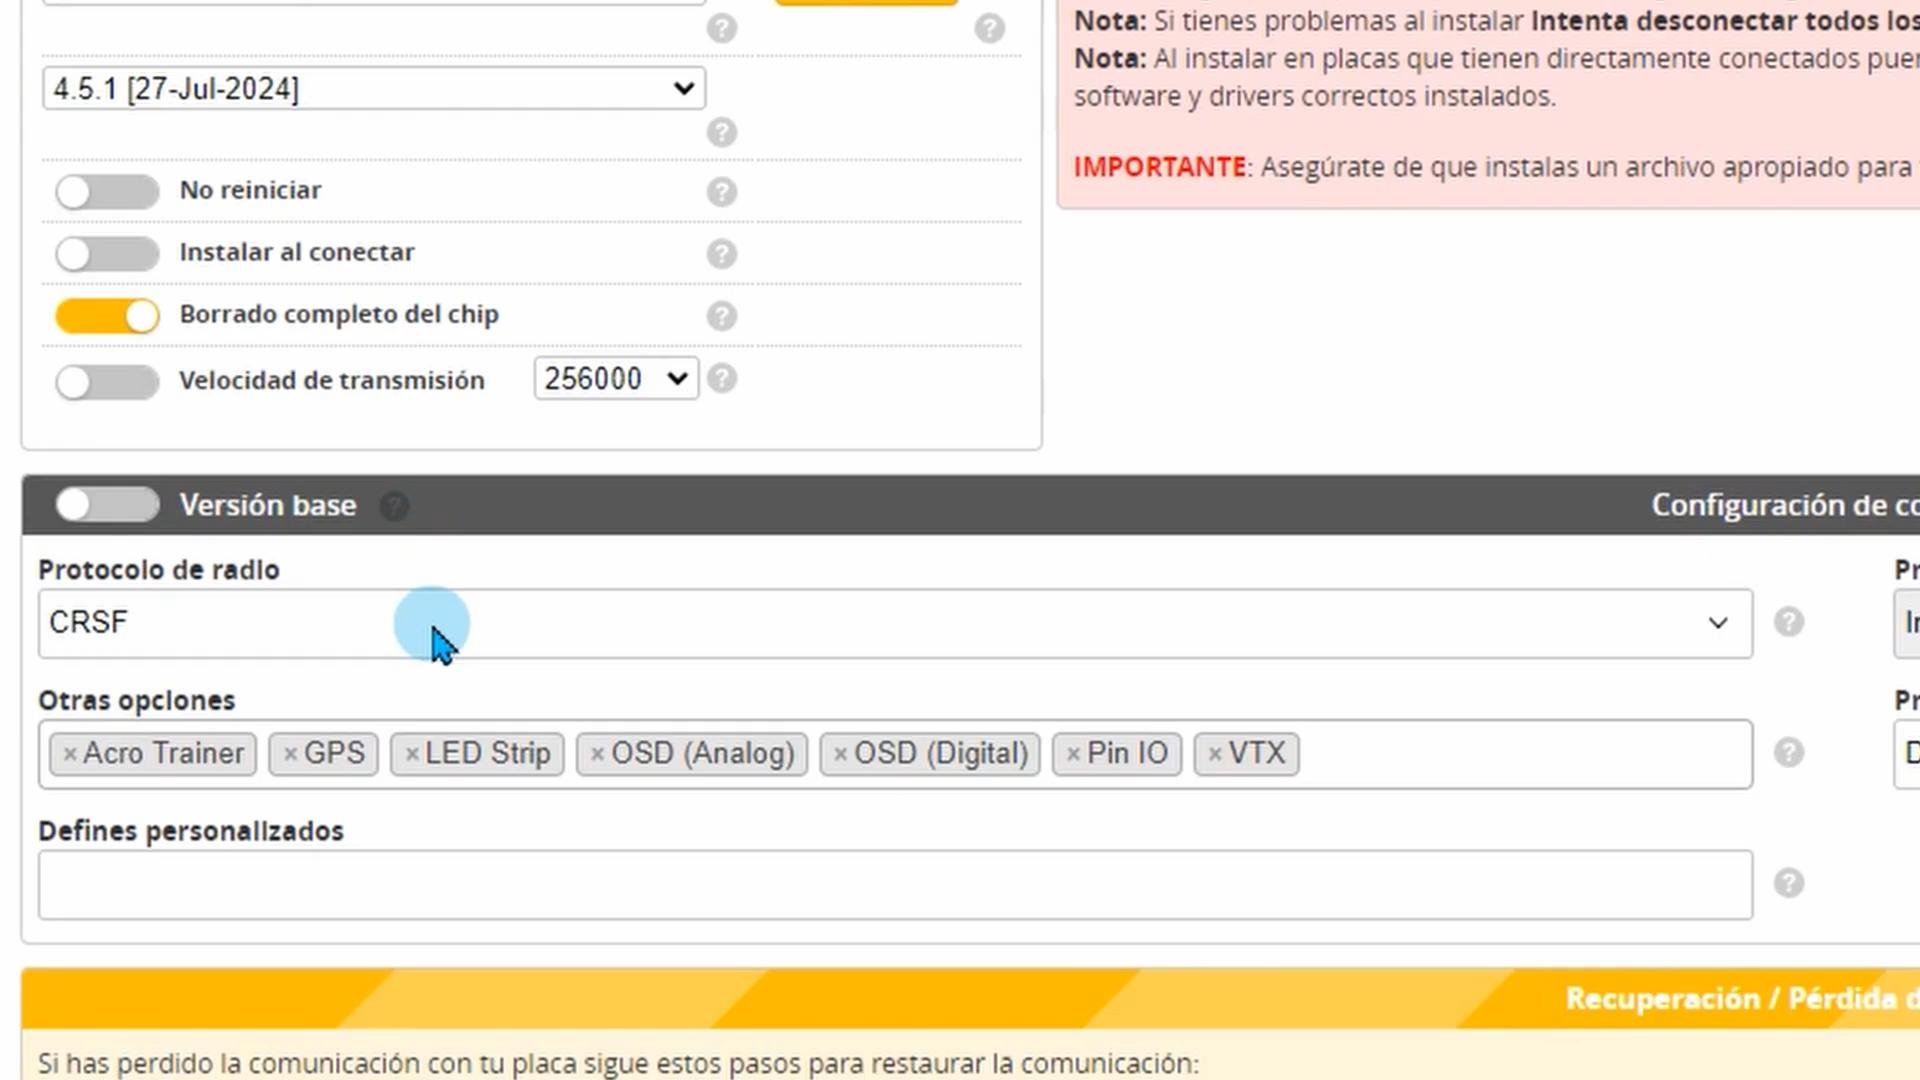 Nota: Si tienes problemas al instalar Intenta desconectar todos los
Nota: Al instalar en placas que tienen directamente conectados
software y drivers correctos instalados.
IMPORTANTE: Asegúrate de que instalas un archivo apropiado para
4.5.1 [27-Jul-2024]
No reiniciar
Instalar al conectar
Borrado completo del chip
Velocidad de transmisión 256000
Versión base
Configuración de
Protocolo de radio
CRSF
Otras opciones
×Acro Trainer ×GPS ×LED Strip ×OSD (Analog) ×OSD (Digital) ×Pin IO ×VTX
Defines personalizados
Recuperación / Pérdida
Si has perdido la comunicación con tu placa sigue estos pasos para restaurar la comunicación: